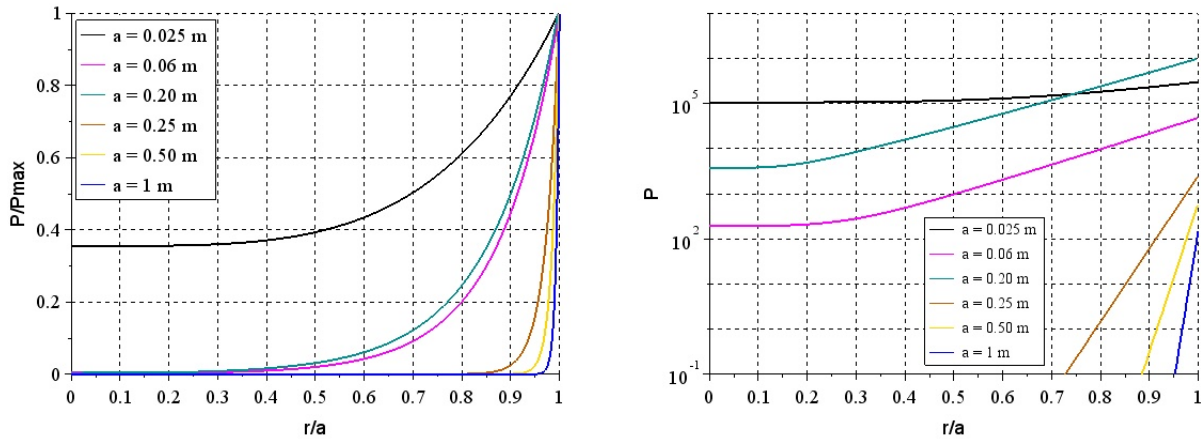 1
0.8
0.6
0.4
0.2
0
P/Pmax
a = 0.025 m
a = 0.06 m
a = 0.20 m
a = 0.25 m
a = 0.50 m
a = 1 m
0 0.1 0.2 0.3 0.4 0.5 0.6 0.7 0.8 0.9 1
r/a
10^5
10^2
10^-1
P
a = 0.025 m
a = 0.06 m
a = 0.20 m
a = 0.25 m
a = 0.50 m
a = 1 m
0 0.1 0.2 0.3 0.4 0.5 0.6 0.7 0.8 0.9 1
r/a